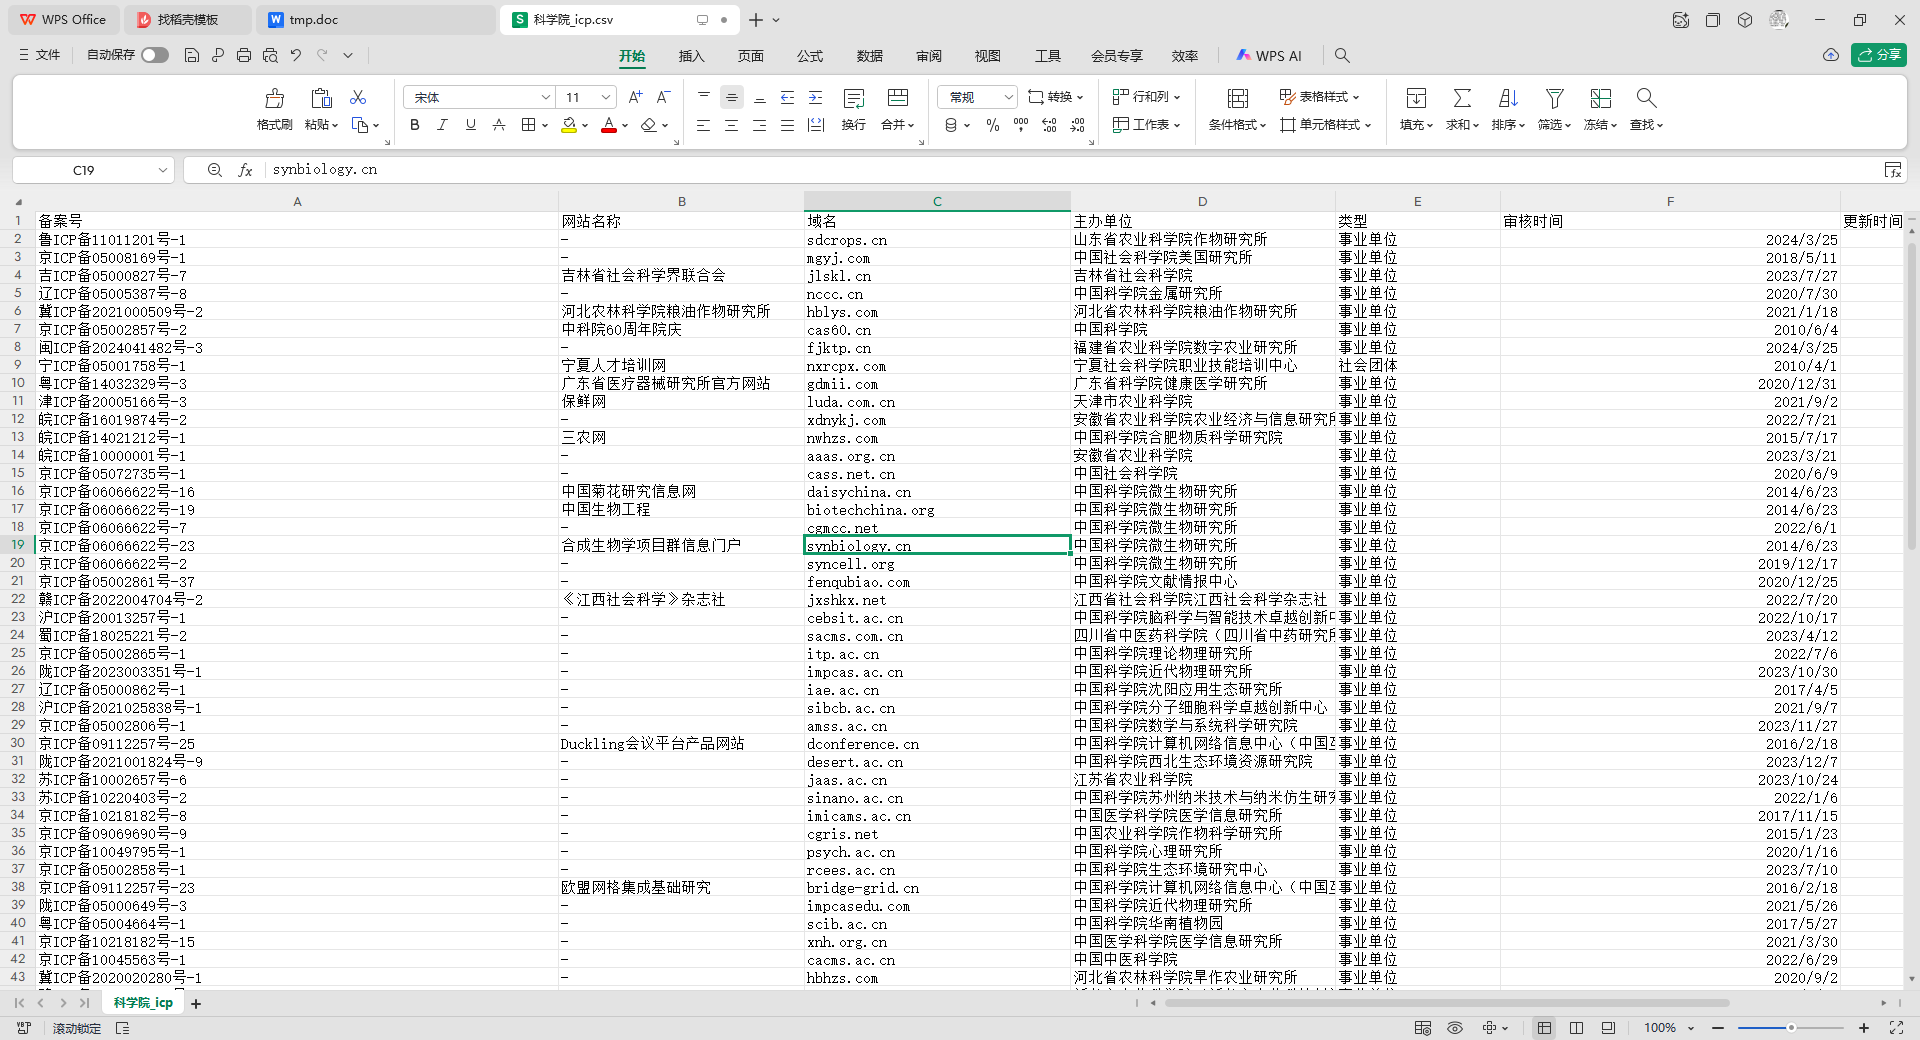 WPS Office 找稻壳模板 tmp.doc 科学院_icp.csv
文件 自动保存 开始 插入 页面 公式 数据 审阅 视图 工具 会员专享 效率 WPS AI 分享
格式刷 粘贴 宋体 11 换行 合并 常规 转换 行和列 工作表 条件格式 表格样式 单元格样式 填充 求和 排序 筛选 冻结 查找
C19 fx synbiology.cn
A B C D E F
1 备案号 网站名称 域名 主办单位 类型 审核时间 更新时间
2 鲁ICP备11011201号-1 - sdcrops.cn 山东省农业科学院作物研究所 事业单位 2024/3/25
3 京ICP备05008169号-1 - mgyj.com 中国社会科学院美国研究所 事业单位 2018/5/11
4 吉ICP备05000827号-7 吉林省社会科学界联合会 jlskl.cn 吉林省社会科学院 事业单位 2023/7/27
5 辽ICP备05005387号-8 - nccc.cn 中国科学院金属研究所 事业单位 2020/7/30
6 冀ICP备2021000509号-2 河北农林科学院粮油作物研究所 hblys.com 河北省农林科学院粮油作物研究所 事业单位 2021/1/18
7 京ICP备05002857号-2 中科院60周年院庆 cas60.cn 中国科学院 事业单位 2010/6/4
8 闽ICP备2024041482号-3 - fjktp.cn 福建省农业科学院数字农业研究所 事业单位 2024/3/25
9 宁ICP备05001758号-1 宁夏人才培训网 nxrcpx.com 宁夏社会科学院职业技能培训中心 社会团体 2010/4/1
10 粤ICP备14032329号-3 广东省医疗器械研究所官方网站 gdmii.com 广东省科学院健康医学研究所 事业单位 2020/12/31
11 津ICP备20005166号-3 保鲜网 luda.com.cn 天津市农业科学院 事业单位 2021/9/2
12 皖ICP备16019874号-2 - xdnykj.com 安徽省农业科学院农业经济与信息研究所 事业单位 2022/7/21
13 皖ICP备14021212号-1 三农网 nwhzs.com 中国科学院合肥物质科学研究院 事业单位 2015/7/17
14 皖ICP备10000001号-1 - aaas.org.cn 安徽省农业科学院 事业单位 2023/3/21
15 京ICP备05072735号-1 - cass.net.cn 中国社会科学院 事业单位 2020/6/9
16 京ICP备06066622号-16 中国菊花研究信息网 daisychina.cn 中国科学院微生物研究所 事业单位 2014/6/23
17 京ICP备06066622号-19 中国生物工程 biotechchina.org 中国科学院微生物研究所 事业单位 2014/6/23
18 京ICP备06066622号-7 - cgmcc.net 中国科学院微生物研究所 事业单位 2022/6/1
19 京ICP备06066622号-23 合成生物学项目群信息门户 synbiology.cn 中国科学院微生物研究所 事业单位 2014/6/23
20 京ICP备06066622号-2 - syncell.org 中国科学院微生物研究所 事业单位 2019/12/17
21 京ICP备05002861号-37 - fenqubiao.com 中国科学院文献情报中心 事业单位 2020/12/25
22 赣ICP备2022004704号-2 《江西社会科学》杂志社 jxshkx.net 江西省社会科学院江西社会科学杂志社 事业单位 2022/7/20
23 沪ICP备20013257号-1 - cebsit.ac.cn 中国科学院脑科学与智能技术卓越创新 事业单位 2022/10/17
24 蜀ICP备18025221号-2 - sacms.com.cn 四川省中医药科学院（四川省中药研究所 事业单位 2023/4/12
25 京ICP备05002865号-1 - itp.ac.cn 中国科学院理论物理研究所 事业单位 2022/7/6
26 陇ICP备2023003351号-1 - impcas.ac.cn 中国科学院近代物理研究所 事业单位 2023/10/30
27 辽ICP备05000862号-1 - iae.ac.cn 中国科学院沈阳应用生态研究所 事业单位 2017/4/5
28 沪ICP备2021025838号-1 - sibcb.ac.cn 中国科学院分子细胞科学卓越创新中心 事业单位 2021/9/7
29 京ICP备05002806号-1 - amss.ac.cn 中国科学院数学与系统科学研究院 事业单位 2023/11/27
30 京ICP备09112257号-25 Duckling会议平台产品网站 dconference.cn 中国科学院计算机网络信息中心（中国 事业单位 2016/2/18
31 陇ICP备2021001824号-9 - desert.ac.cn 中国科学院西北生态环境资源研究院 事业单位 2023/12/7
32 苏ICP备10002657号-6 - jaas.ac.cn 江苏省农业科学院 事业单位 2023/10/24
33 苏ICP备10220403号-2 - sinano.ac.cn 中国科学院苏州纳米技术与纳米仿生研 事业单位 2022/1/6
34 京ICP备10218182号-8 - imicams.ac.cn 中国医学科学院医学信息研究所 事业单位 2017/11/15
35 京ICP备09069690号-9 - cgris.net 中国农业科学院作物科学研究所 事业单位 2015/1/23
36 京ICP备10049795号-1 - psych.ac.cn 中国科学院心理研究所 事业单位 2020/1/16
37 京ICP备05002858号-1 - rcees.ac.cn 中国科学院生态环境研究中心 事业单位 2023/7/10
38 京ICP备09112257号-23 欧盟网格集成基础研究 bridge-grid.cn 中国科学院计算机网络信息中心（中国 事业单位 2016/2/18
39 陇ICP备05000649号-3 - impcasedu.com 中国科学院近代物理研究所 事业单位 2021/5/26
40 粤ICP备05004664号-1 - scib.ac.cn 中国科学院华南植物园 事业单位 2017/5/27
41 京ICP备10218182号-15 - xnh.org.cn 中国医学科学院医学信息研究所 事业单位 2021/3/30
42 京ICP备10045563号-1 - cacms.ac.cn 中国中医科学院 事业单位 2022/6/29
43 冀ICP备2020020280号-1 - hbhzs.com 河北省农林科学院旱作农业研究所 事业单位 2020/9/2
科学院_icp
滚动锁定 100%